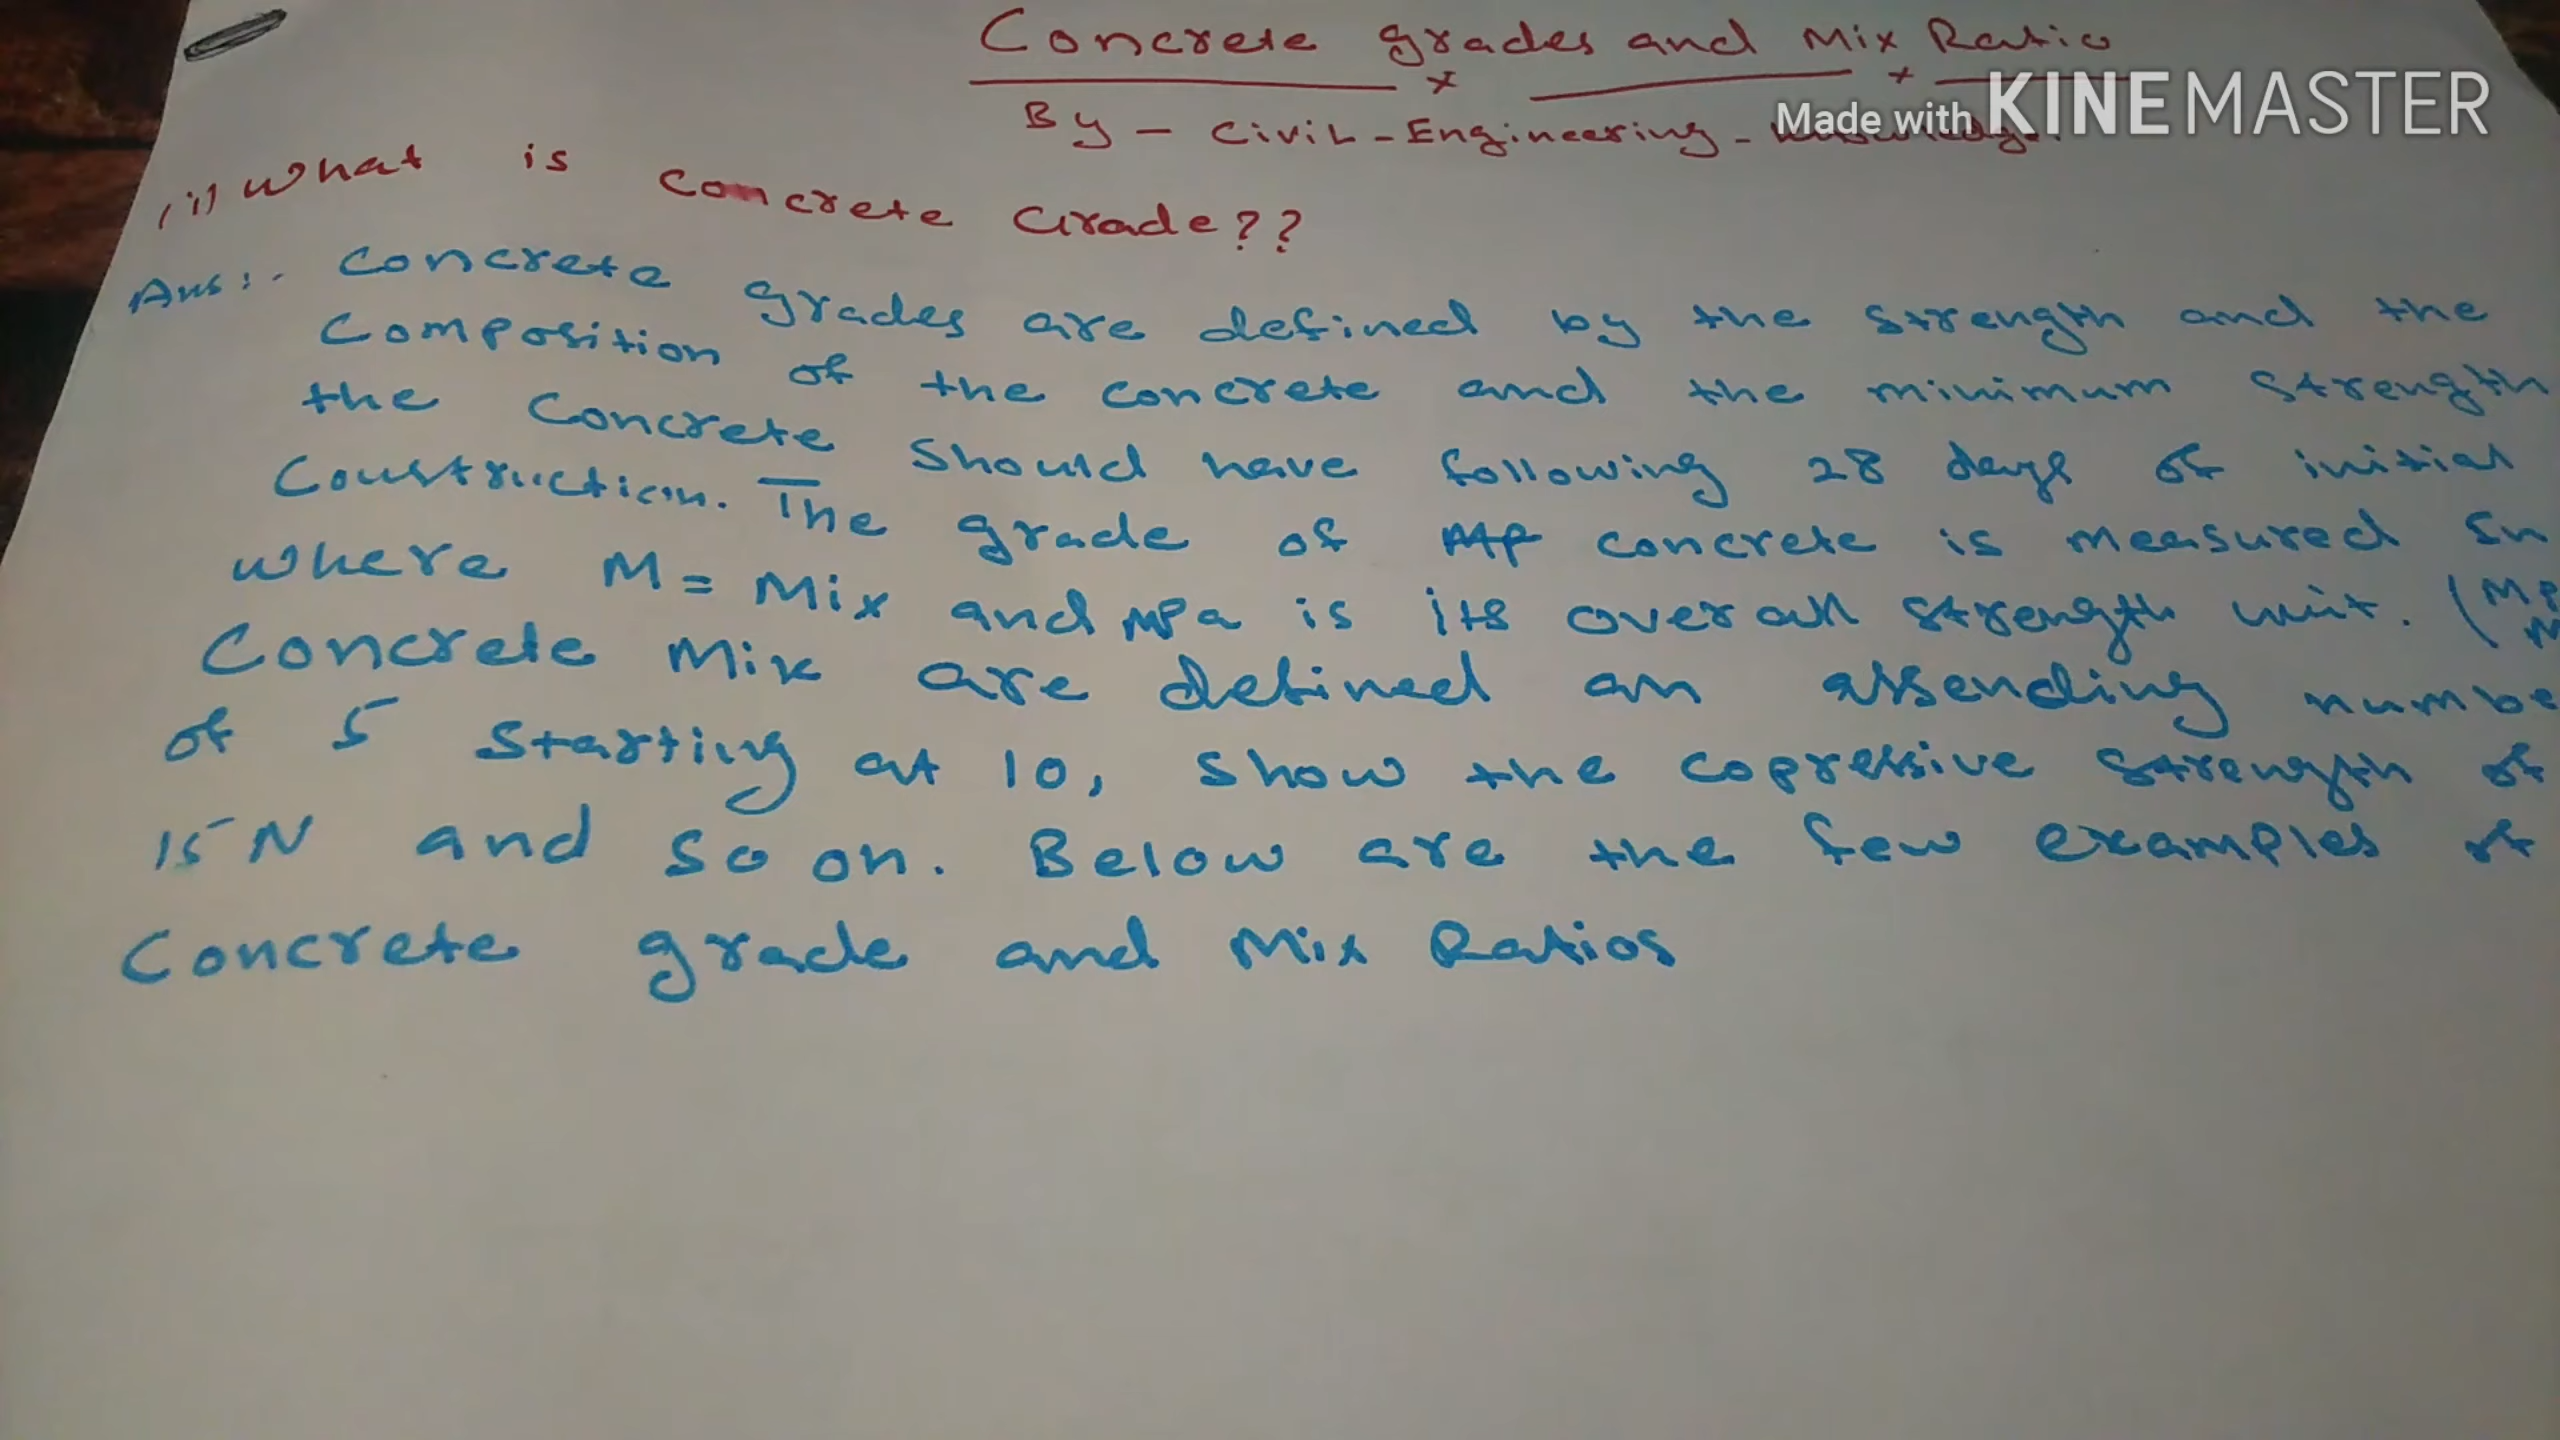 Concrete grades and Mix Ratio
Made with KINEMASTER
By - Civil - Engineering - knowledge.
(i) What is concrete Grade??
Ans:- Concrete grades are defined by the strength and the
Composition of the concrete and the minimum strength
the Concrete should have following 28 days of initial
Construction. The grade of concrete is measured in
where M = Mix and MPa is its overall strength unit. (
Concrete Mix are defined an assending numbe
of 5 starting at 10, show the copressive strength of
15 N and so on. Below are the few examples of
Concrete grade and Mix Ratios